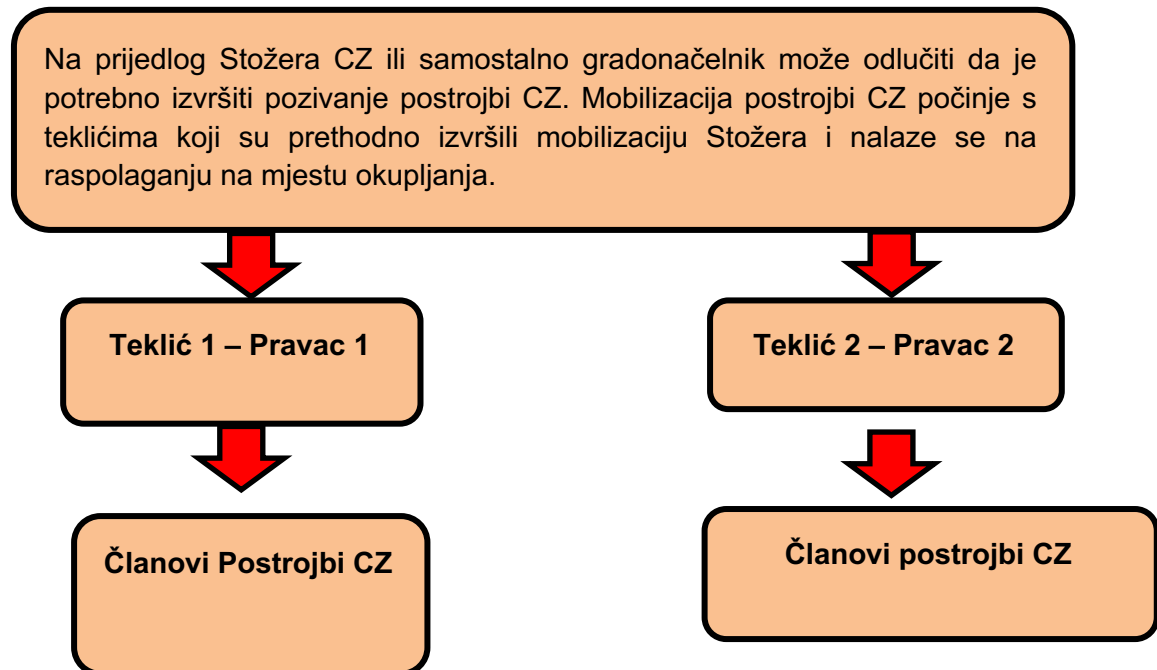 Na prijedlog Stožera CZ ili samostalno gradonačelnik može odlučiti da je
potrebno izvršiti pozivanje postrojbi CZ. Mobilizacija postrojbi CZ počinje s
teklićima koji su prethodno izvršili mobilizaciju Stožera i nalaze se na
raspolaganju na mjestu okupljanja.
Teklić 1 – Pravac 1
Teklić 2 – Pravac 2
Članovi Postrojbi CZ
Članovi postrojbi CZ